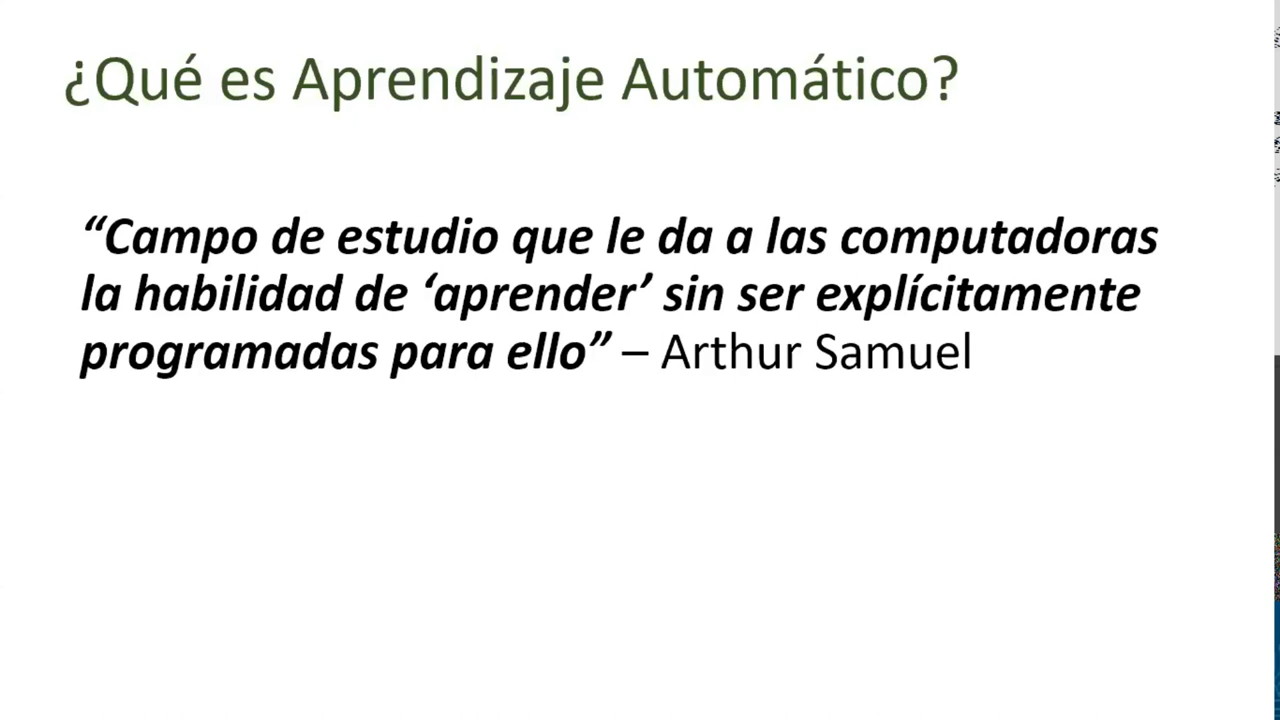 ¿Qué es Aprendizaje Automático?
“Campo de estudio que le da a las computadoras
la habilidad de ‘aprender’ sin ser explícitamente
programadas para ello” – Arthur Samuel